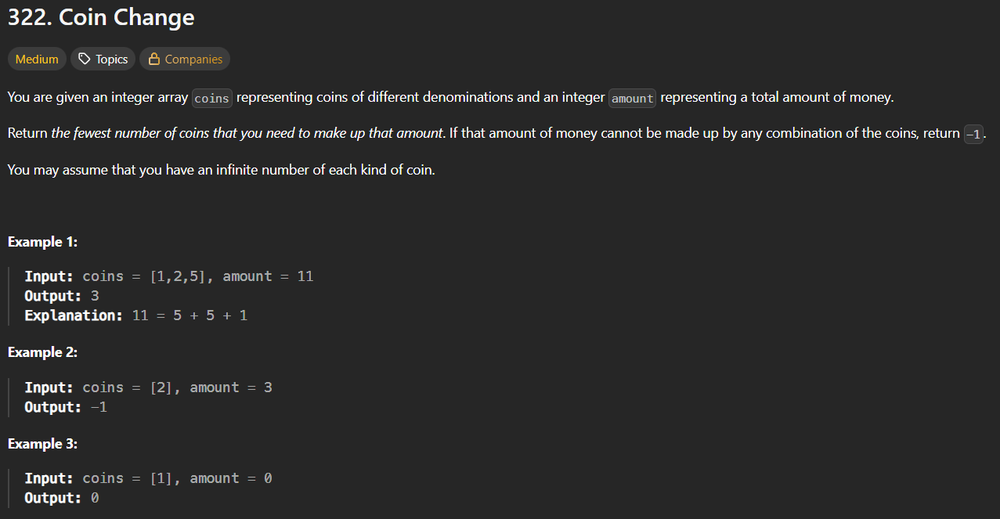 322. Coin Change
Medium Topics Companies
You are given an integer array coins representing coins of different denominations and an integer amount representing a total amount of money.
Return the fewest number of coins that you need to make up that amount. If that amount of money cannot be made up by any combination of the coins, return -1.
You may assume that you have an infinite number of each kind of coin.
Example 1:
Input: coins = [1,2,5], amount = 11
Output: 3
Explanation: 11 = 5 + 5 + 1
Example 2:
Input: coins = [2], amount = 3
Output: -1
Example 3:
Input: coins = [1], amount = 0
Output: 0